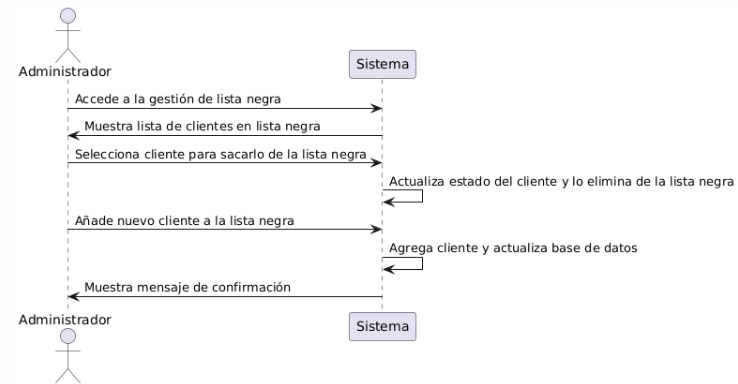 Administrador
Sistema
Accede a la gestión de lista negra
Muestra lista de clientes en lista negra
Selecciona cliente para sacarlo de la lista negra
Actualiza estado del cliente y lo elimina de la lista negra
Añade nuevo cliente a la lista negra
Agrega cliente y actualiza base de datos
Muestra mensaje de confirmación
Administrador
Sistema